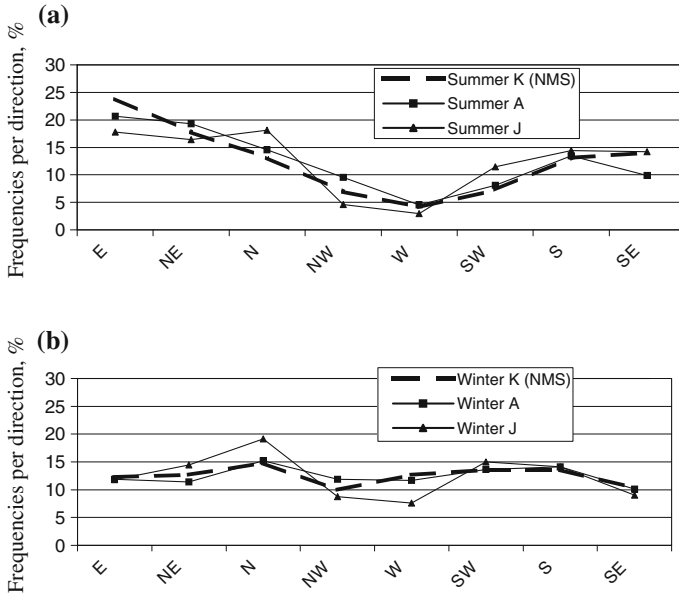 (a)
Frequencies per direction, %
30
25
20
15
10
5
0
Summer K (NMS)
Summer A
Summer J
E
NE
N
NW
W
SW
S
SE
(b)
Frequencies per direction, %
30
25
20
15
10
5
0
Winter K (NMS)
Winter A
Winter J
E
NE
N
NW
W
SW
S
SE